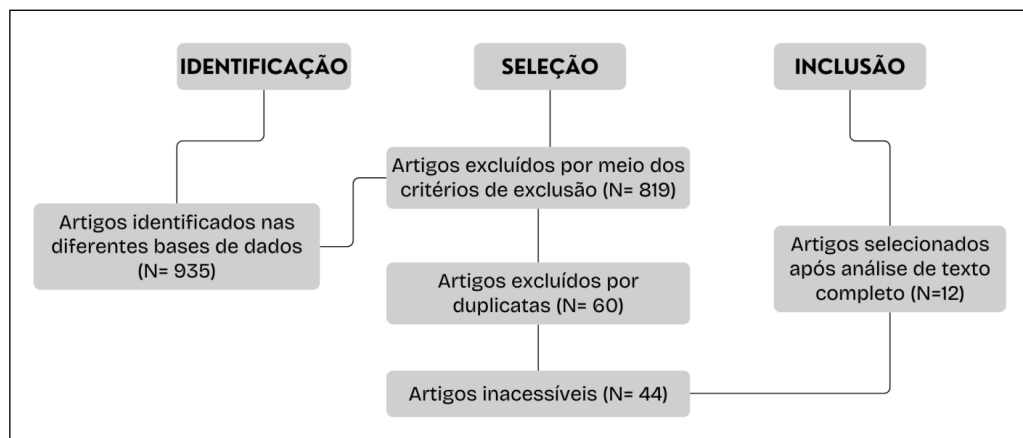 IDENTIFICAÇÃO
SELEÇÃO
INCLUSÃO
Artigos excluídos por meio dos
critérios de exclusão (N= 819)
Artigos identificados nas
diferentes bases de dados
(N= 935)
Artigos selecionados
após análise de texto
completo (N=12)
Artigos excluídos por
duplicatas (N= 60)
Artigos inacessíveis (N= 44)